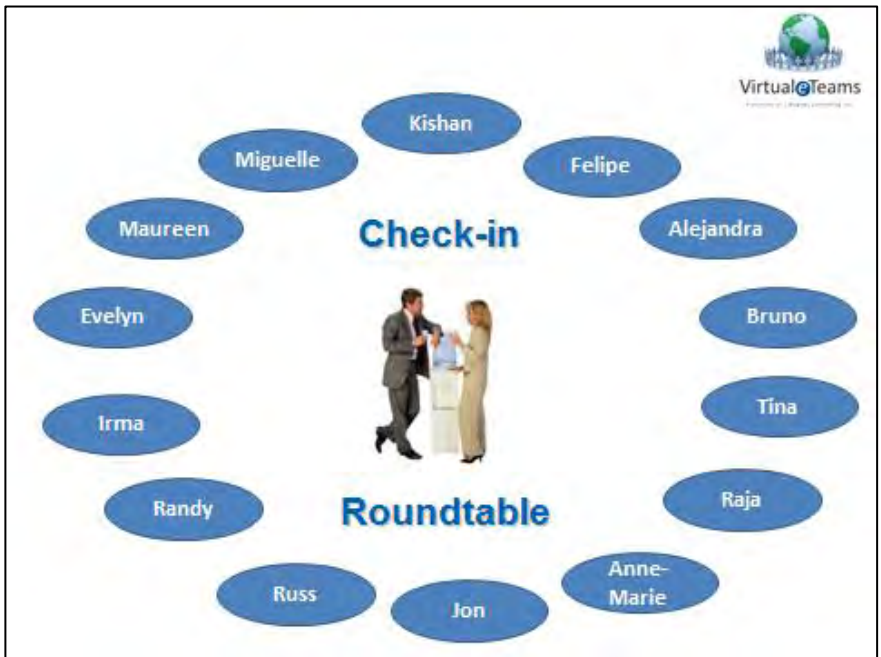 Virtual@Teams
Kishan
Miguelle
Felipe
Maureen
Check-in
Alejandra
Evelyn
Bruno
Tina
Irma
Raja
Randy
Roundtable
Anne-
Marie
Russ
Jon